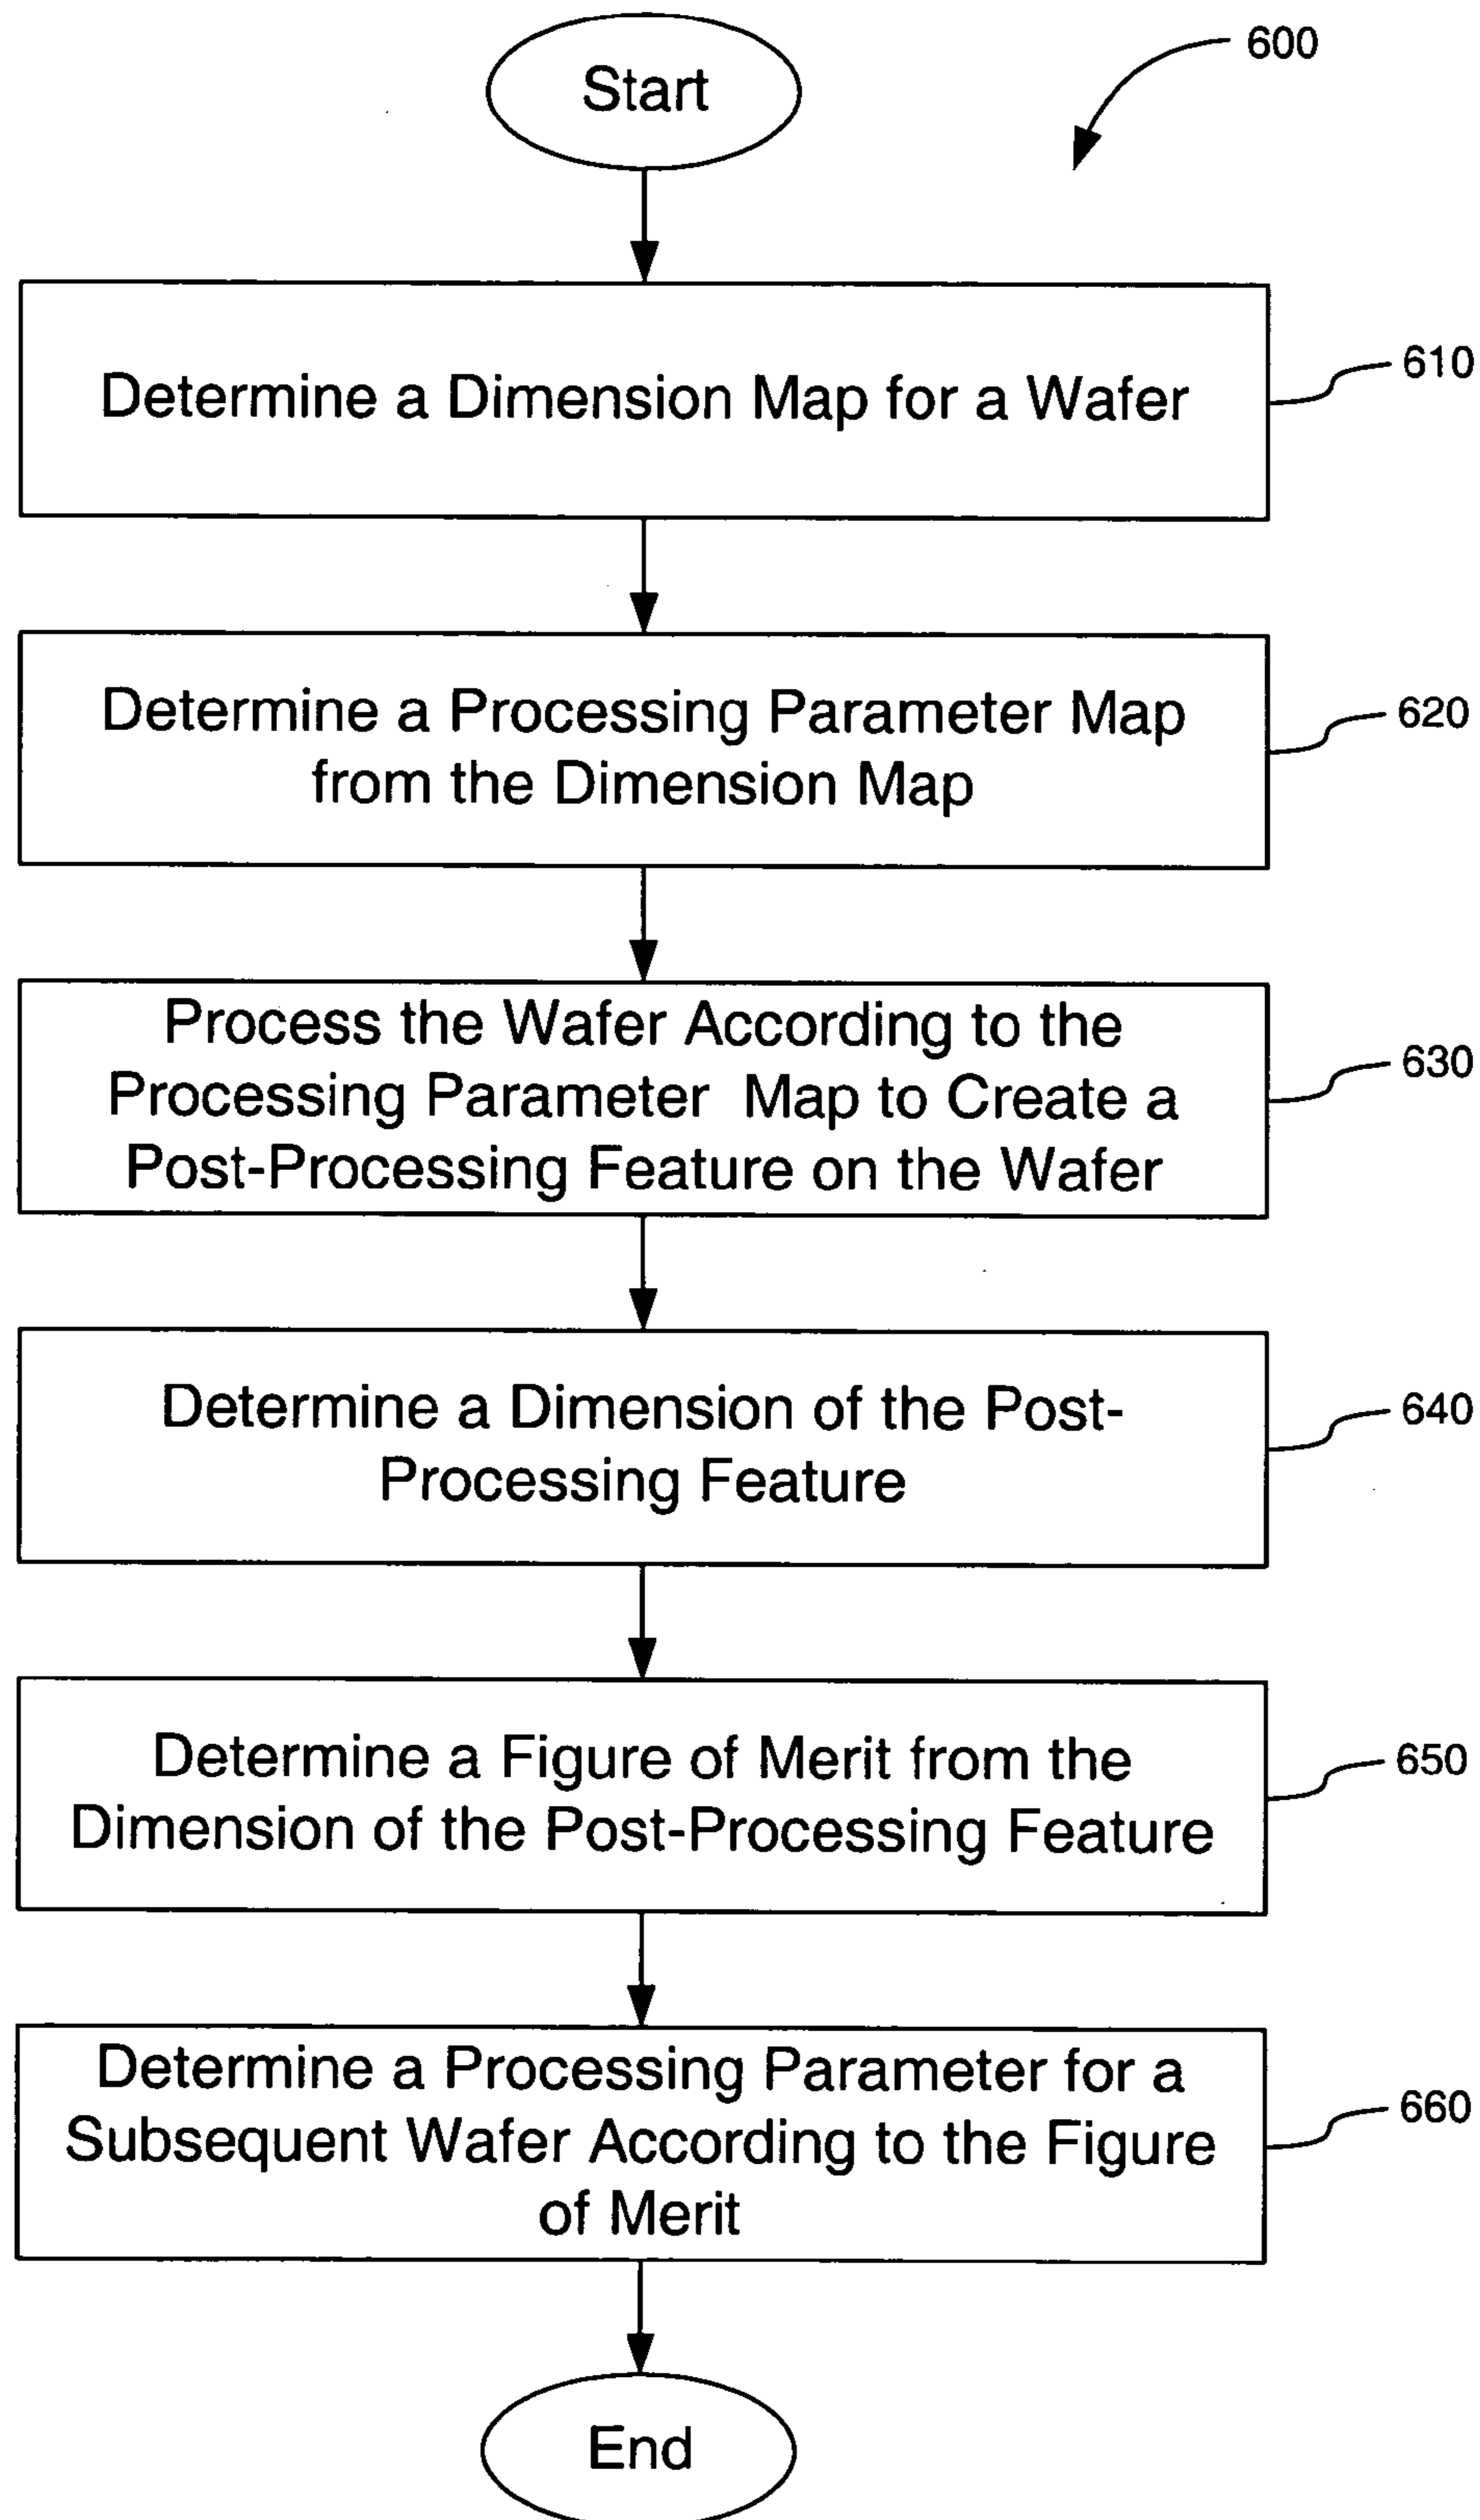 Start
600
Determine a Dimension Map for a Wafer
610
Determine a Processing Parameter Map
from the Dimension Map
620
Process the Wafer According to the
Processing Parameter Map to Create a
Post-Processing Feature on the Wafer
630
Determine a Dimension of the Post-
Processing Feature
640
Determine a Figure of Merit from the
Dimension of the Post-Processing Feature
650
Determine a Processing Parameter for a
Subsequent Wafer According to the Figure
of Merit
660
End